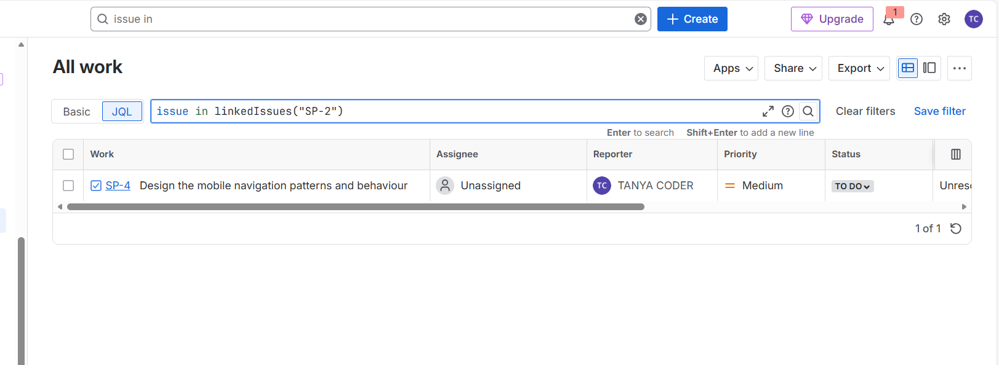 issue in
Create
Upgrade
1
TC
All work
Apps
Share
Export
Basic
JQL
issue in linkedIssues("SP-2")
Clear filters
Save filter
Enter to search
Shift+Enter to add a new line
Work
Assignee
Reporter
Priority
Status
SP-4
Design the mobile navigation patterns and behaviour
Unassigned
TC
TANYA CODER
Medium
TO DO
Unres
1 of 1